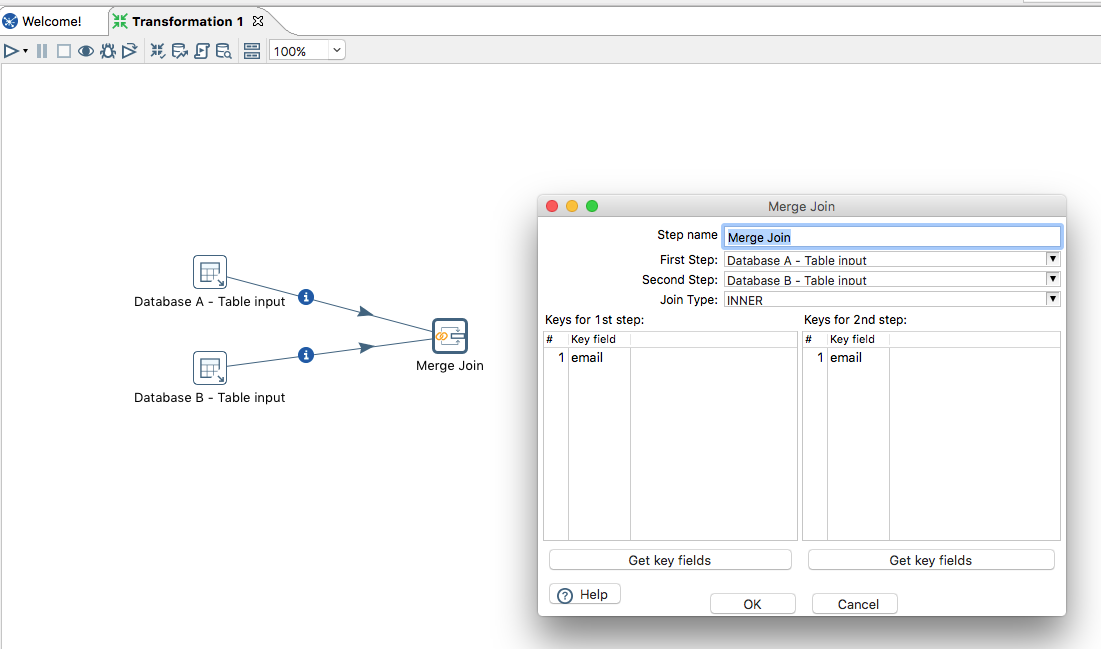 Welcome!
Transformation 1
100%
Database A - Table input
Database B - Table input
Merge Join
Merge Join
Step name Merge Join
First Step: Database A - Table input
Second Step: Database B - Table input
Join Type: INNER
Keys for 1st step: Keys for 2nd step:
# Key field # Key field
1 email 1 email
Get key fields Get key fields
? Help
OK Cancel